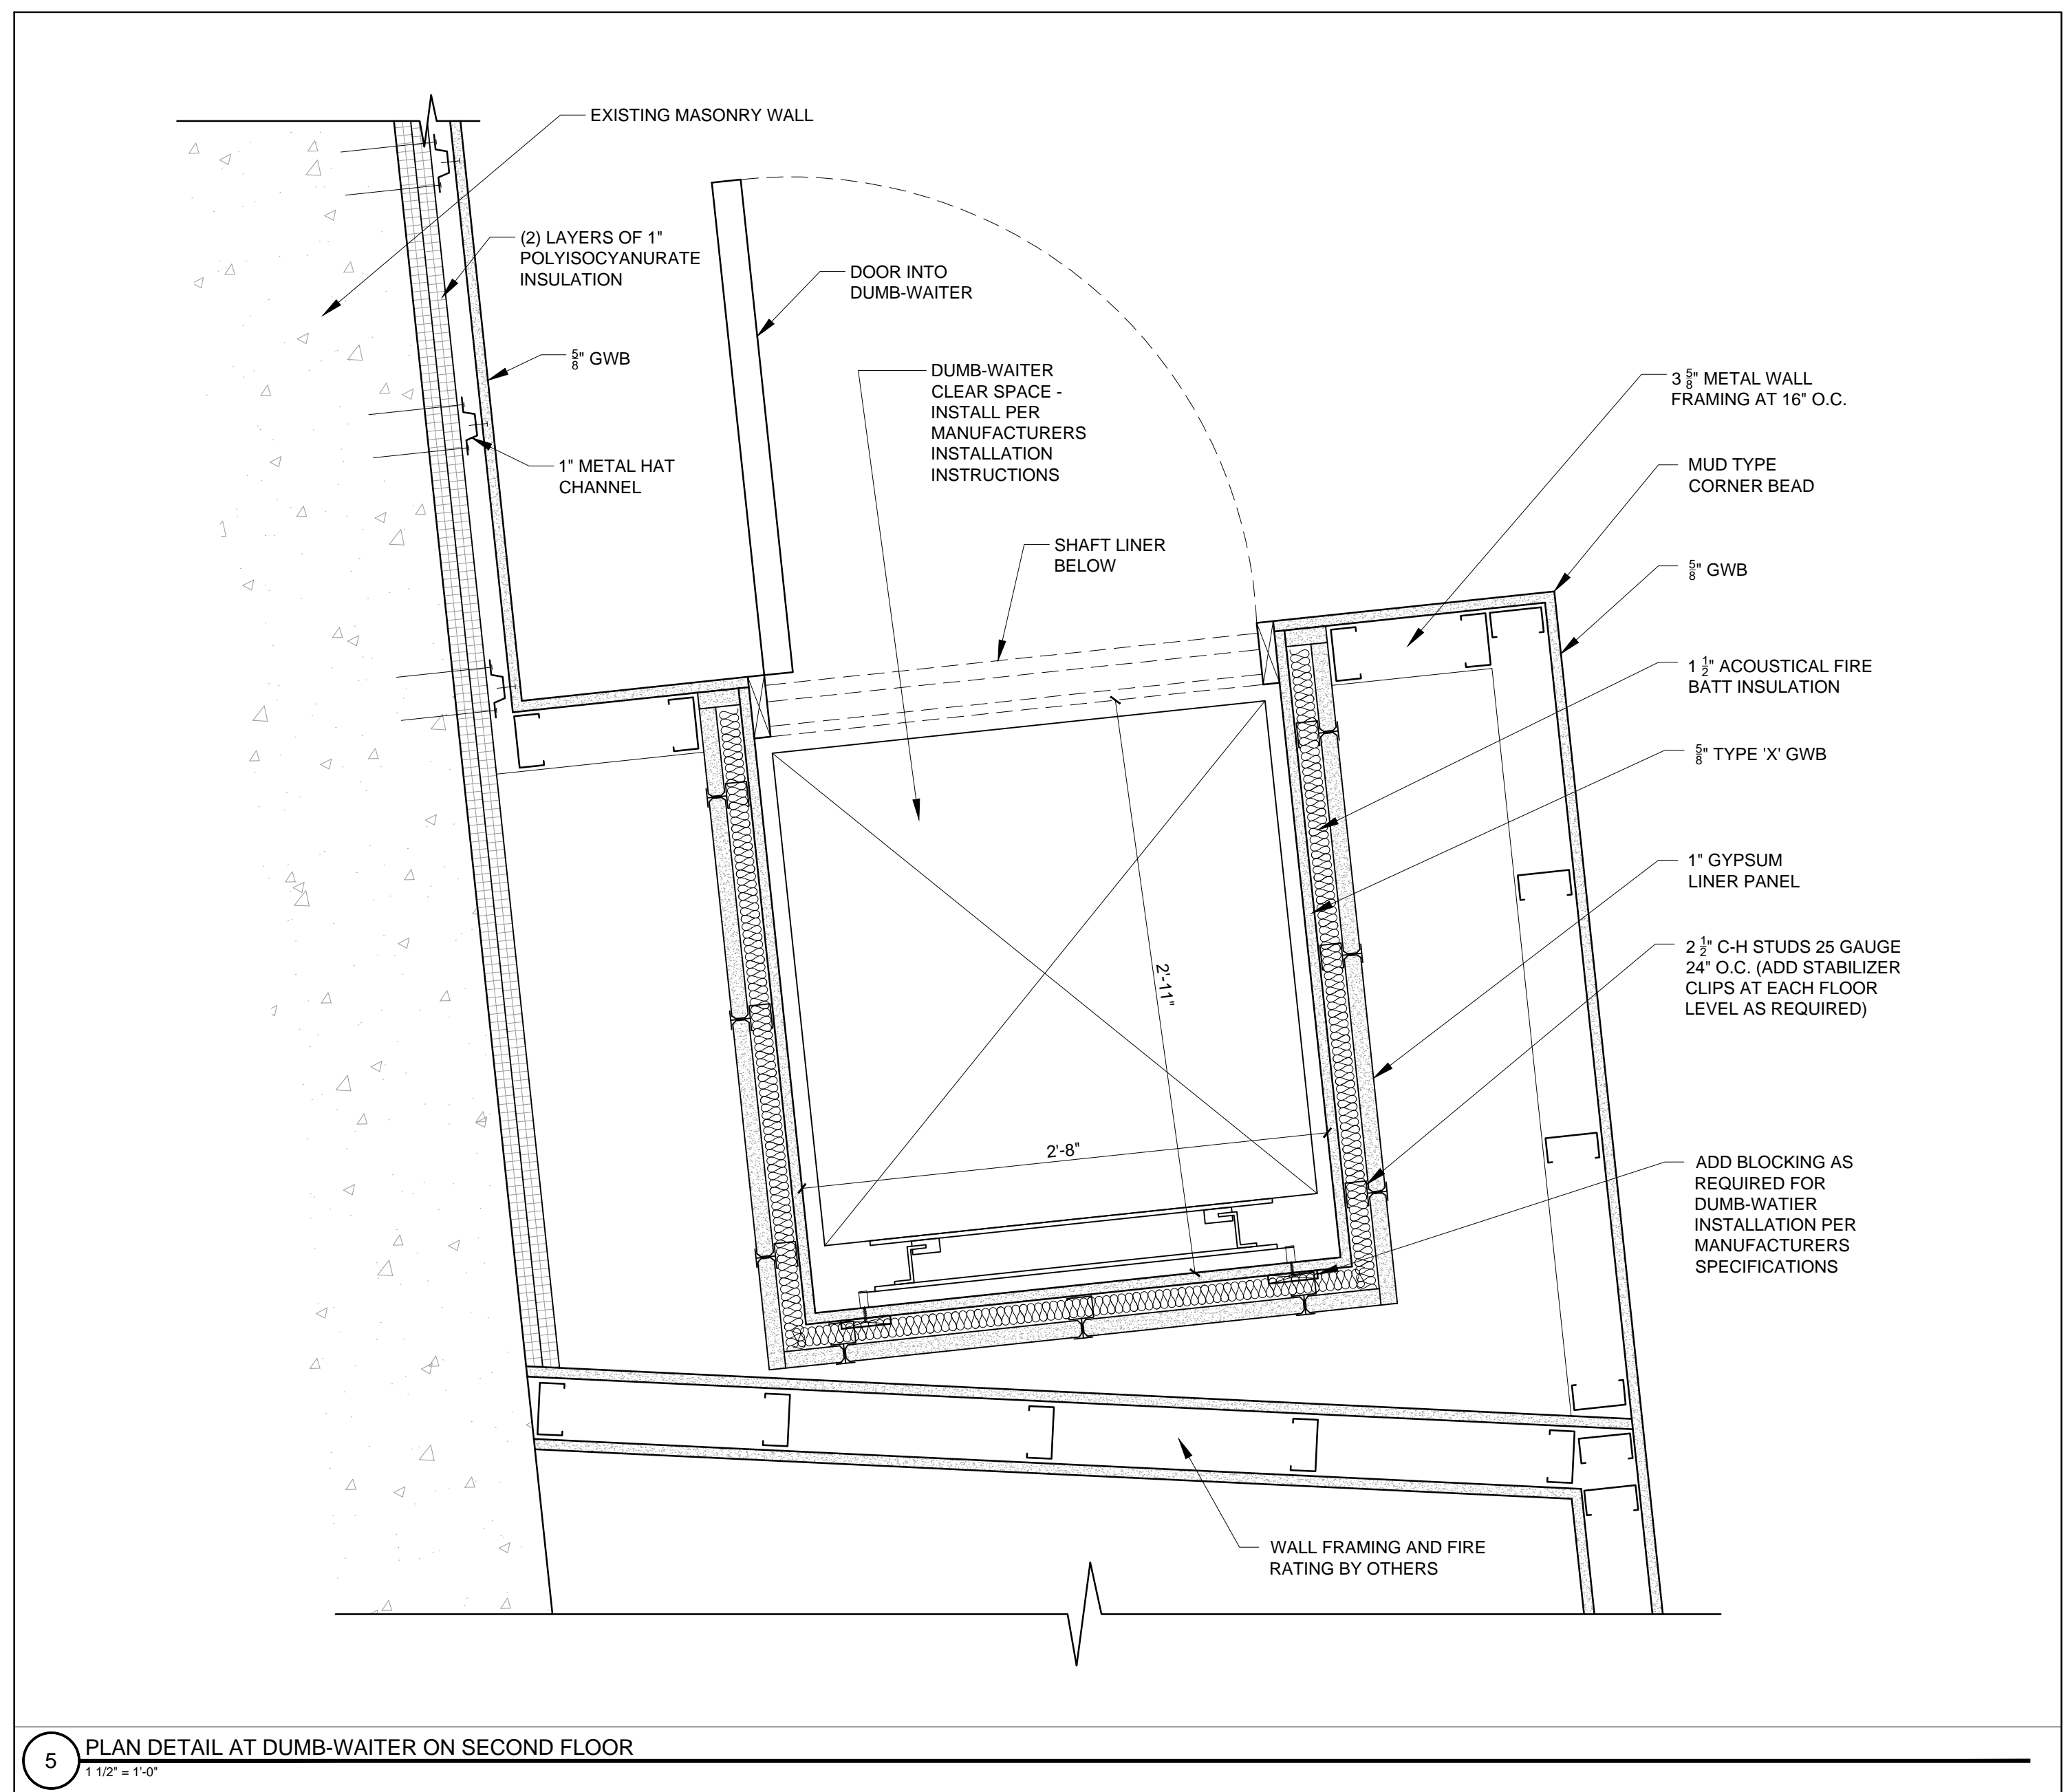 EXISTING MASONRY WALL
(2) LAYERS OF 1"
POLYISOCYANURATE
INSULATION
DOOR INTO
DUMB-WAITER
5/8" GWB
DUMB-WAITER
CLEAR SPACE -
INSTALL PER
MANUFACTURERS
INSTALLATION
INSTRUCTIONS
3 5/8" METAL WALL
FRAMING AT 16" O.C.
1" METAL HAT
CHANNEL
MUD TYPE
CORNER BEAD
SHAFT LINER
BELOW
5/8" GWB
1 1/2" ACOUSTICAL FIRE
BATT INSULATION
5/8" TYPE 'X' GWB
1" GYPSUM
LINER PANEL
2 1/2" C-H STUDS 25 GAUGE
24" O.C. (ADD STABILIZER
CLIPS AT EACH FLOOR
LEVEL AS REQUIRED)
2'-11"
2'-8"
ADD BLOCKING AS
REQUIRED FOR
DUMB-WATIER
INSTALLATION PER
MANUFACTURERS
SPECIFICATIONS
WALL FRAMING AND FIRE
RATING BY OTHERS
5
PLAN DETAIL AT DUMB-WAITER ON SECOND FLOOR
1 1/2" = 1'-0"